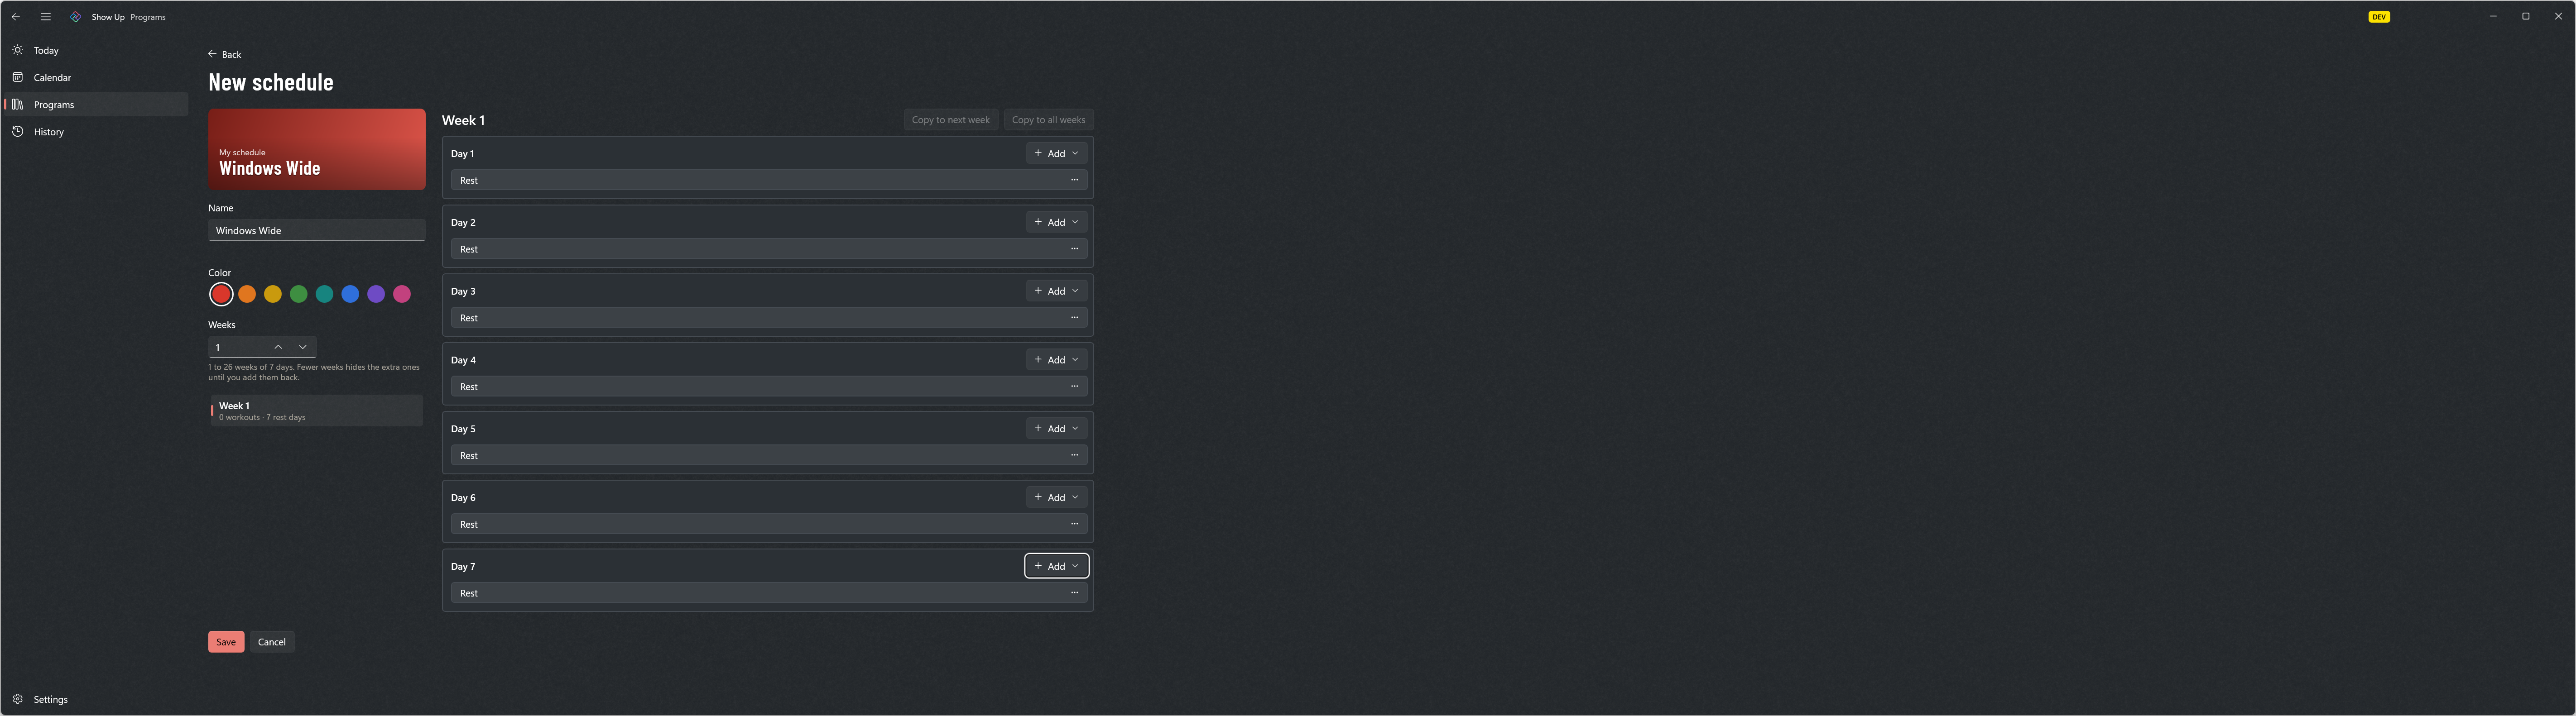 Show Up Programs
DEV
Today
Calendar
Programs
History
Settings
Back
New schedule
My schedule
Windows Wide
Name
Windows Wide
Color
Weeks
1
1 to 26 weeks of 7 days. Fewer weeks hides the extra ones
until you add them back.
Week 1
0 workouts · 7 rest days
Week 1
Copy to next week
Copy to all weeks
Day 1
Add
Rest
Day 2
Add
Rest
Day 3
Add
Rest
Day 4
Add
Rest
Day 5
Add
Rest
Day 6
Add
Rest
Day 7
Add
Rest
Save
Cancel